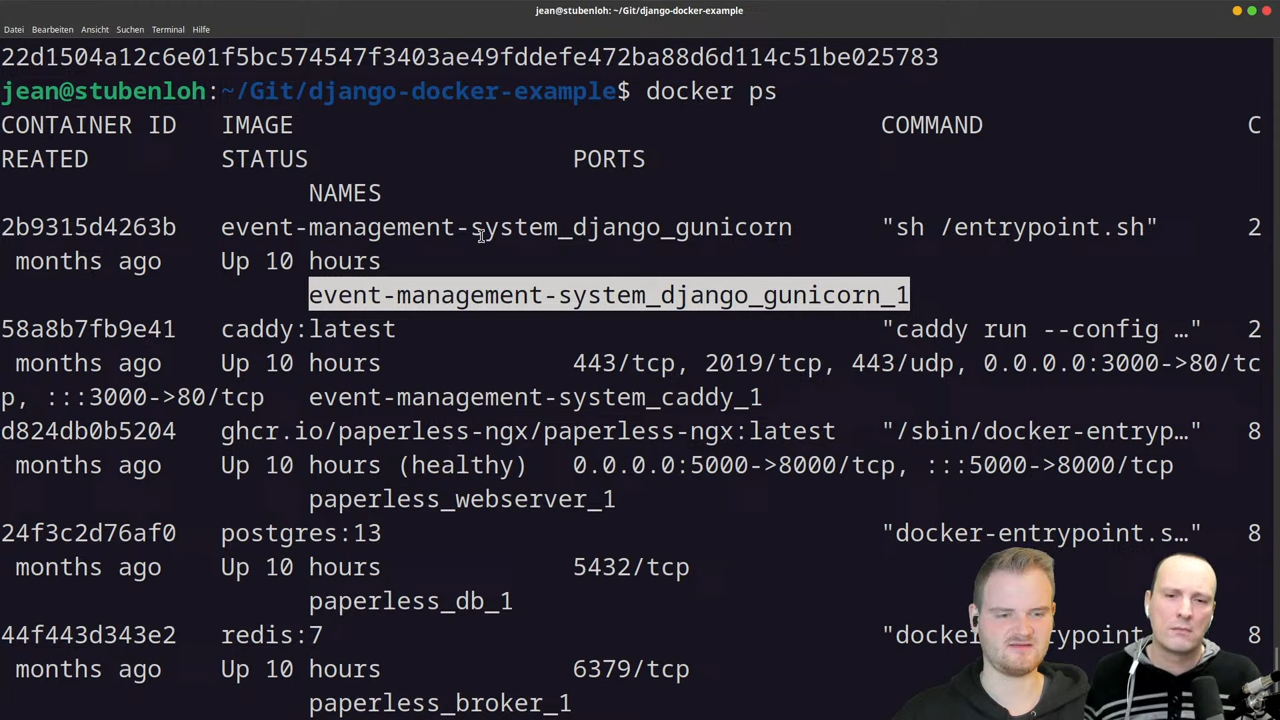 jean@stubenloh: ~/Git/django-docker-example
Datei Bearbeiten Ansicht Suchen Terminal Hilfe
22d1504a12c6e01f5bc574547f3403ae49fddefe472ba88d6d114c51be025783
jean@stubenloh:~/Git/django-docker-example$ docker ps
CONTAINER ID IMAGE COMMAND C
REATED STATUS PORTS
NAMES
2b9315d4263b event-management-system_django_gunicorn "sh /entrypoint.sh" 2
months ago Up 10 hours
event-management-system_django_gunicorn_1
58a8b7fb9e41 caddy:latest "caddy run --config …" 2
months ago Up 10 hours 443/tcp, 2019/tcp, 443/udp, 0.0.0.0:3000->80/tc
p, :::3000->80/tcp event-management-system_caddy_1
d824db0b5204 ghcr.io/paperless-ngx/paperless-ngx:latest "/sbin/docker-entryp…" 8
months ago Up 10 hours (healthy) 0.0.0.0:5000->8000/tcp, :::5000->8000/tcp
paperless_webserver_1
24f3c2d76af0 postgres:13 "docker-entrypoint.s…" 8
months ago Up 10 hours 5432/tcp
paperless_db_1
44f443d343e2 redis:7 8
months ago Up 10 hours 6379/tcp
paperless_broker_1